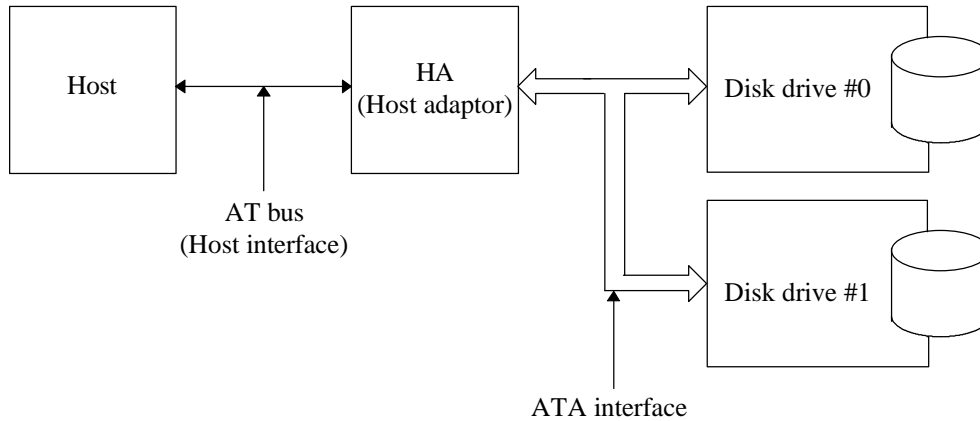 Host
HA
(Host adaptor)
Disk drive #0
AT bus
(Host interface)
Disk drive #1
ATA interface